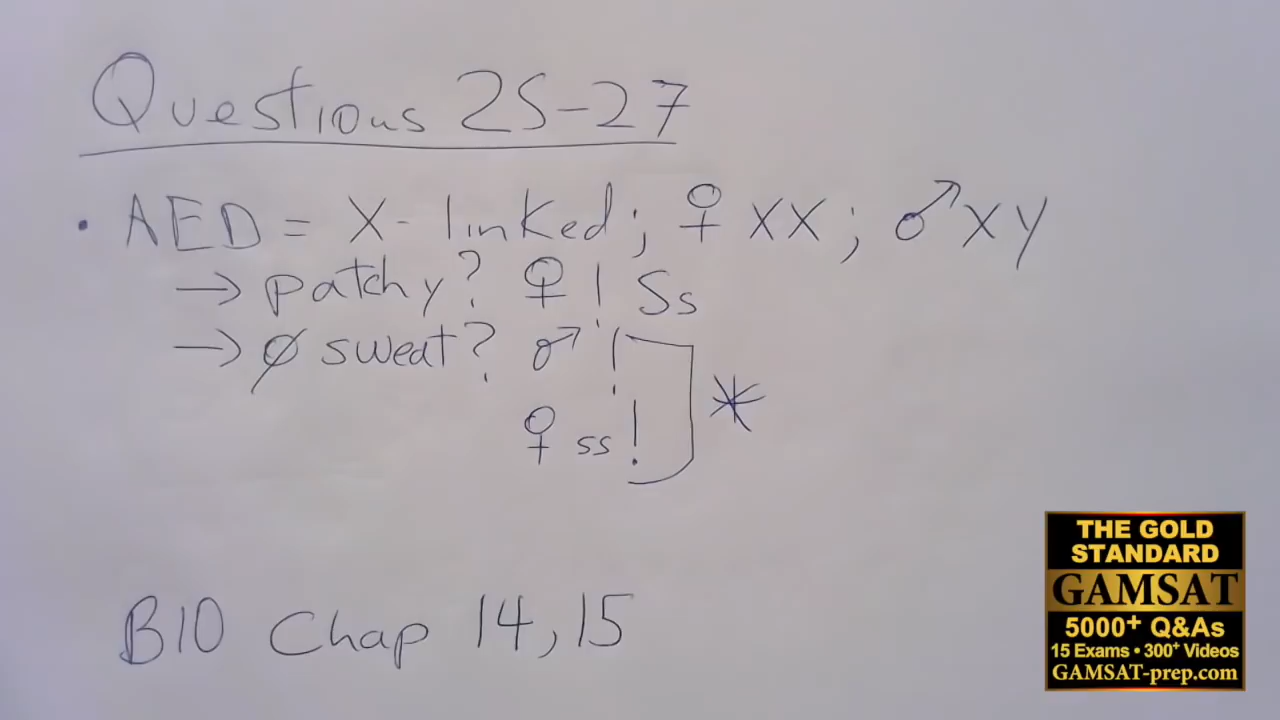 Questions 25-27
• AED = X-linked; ♀ XX; ♂ XY
→ patchy? ♀! Ss
→ ∅ sweat? ♂!
♀ ss! *
BIO Chap 14, 15
THE GOLD
STANDARD
GAMSAT
5000+ Q&As
15 Exams • 300+ Videos
GAMSAT-prep.com